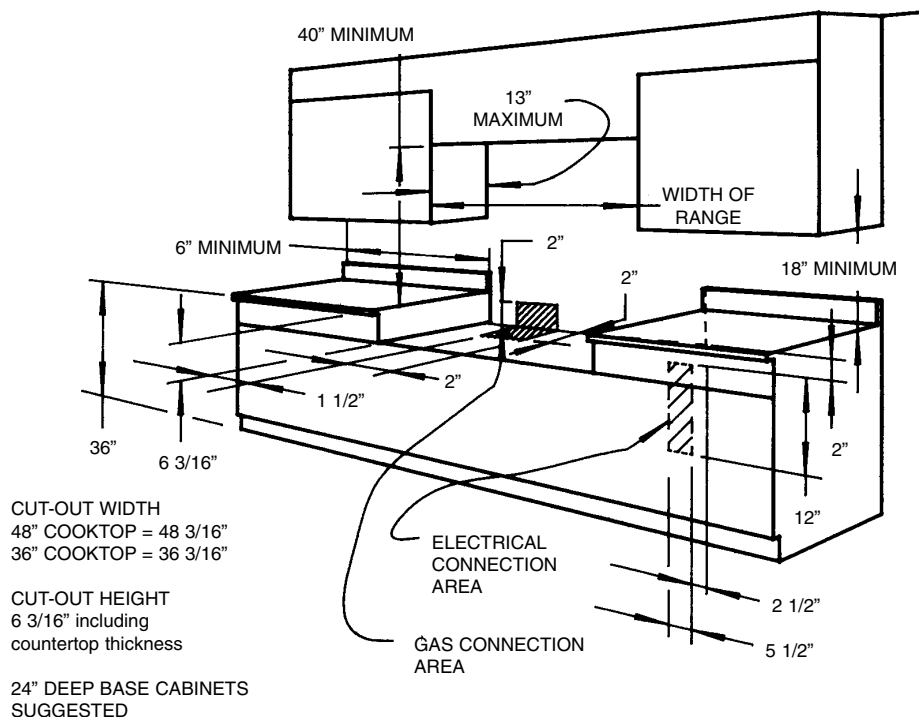 40” MINIMUM
13”
MAXIMUM
WIDTH OF
RANGE
6” MINIMUM
2”
2”
18” MINIMUM
2”
1 1/2”
36”
6 3/16”
2”
12”
CUT-OUT WIDTH
48” COOKTOP = 48 3/16”
36” COOKTOP = 36 3/16”
ELECTRICAL
CONNECTION
AREA
2 1/2”
CUT-OUT HEIGHT
6 3/16” including
countertop thickness
GAS CONNECTION
AREA
5 1/2”
24” DEEP BASE CABINETS
SUGGESTED